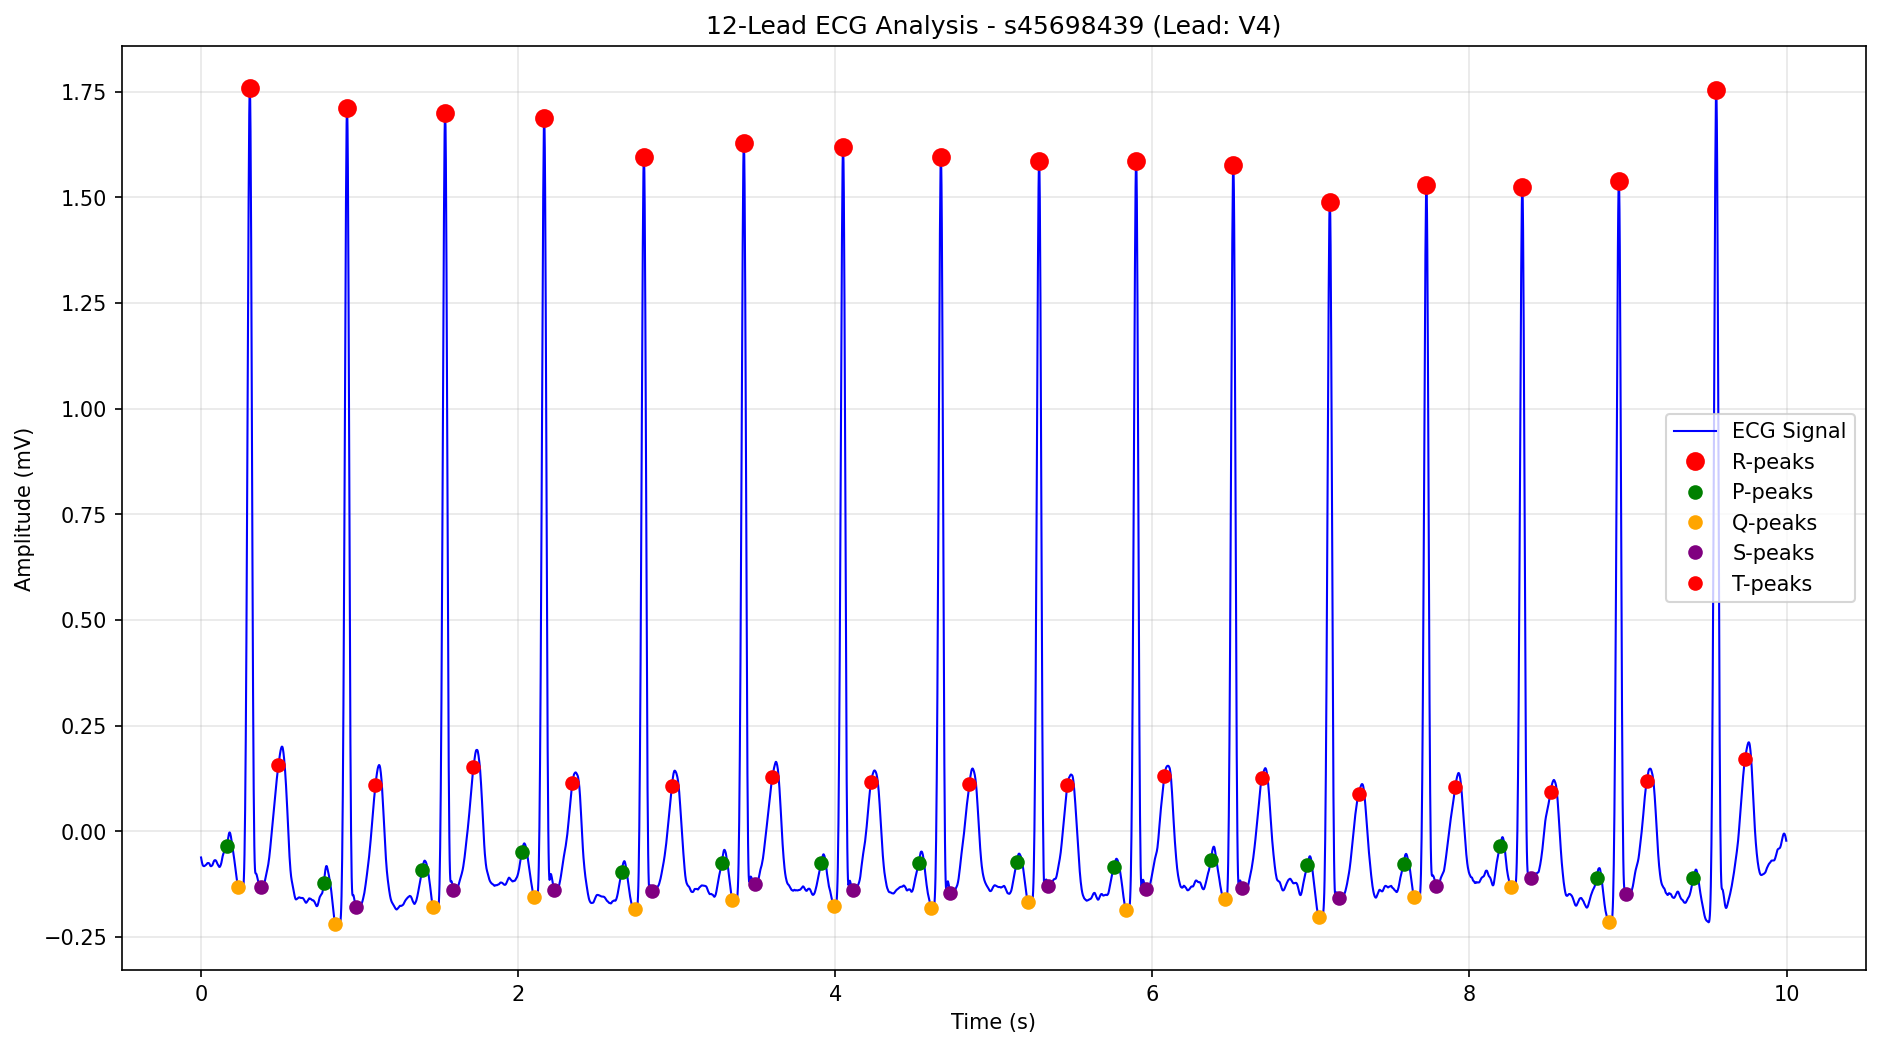 12-Lead ECG Analysis - s45698439 (Lead: V4)
Amplitude (mV)
1.75
1.50
1.25
1.00
0.75
0.50
0.25
0.00
−0.25
ECG Signal
R-peaks
P-peaks
Q-peaks
S-peaks
T-peaks
0 2 4 6 8 10
Time (s)